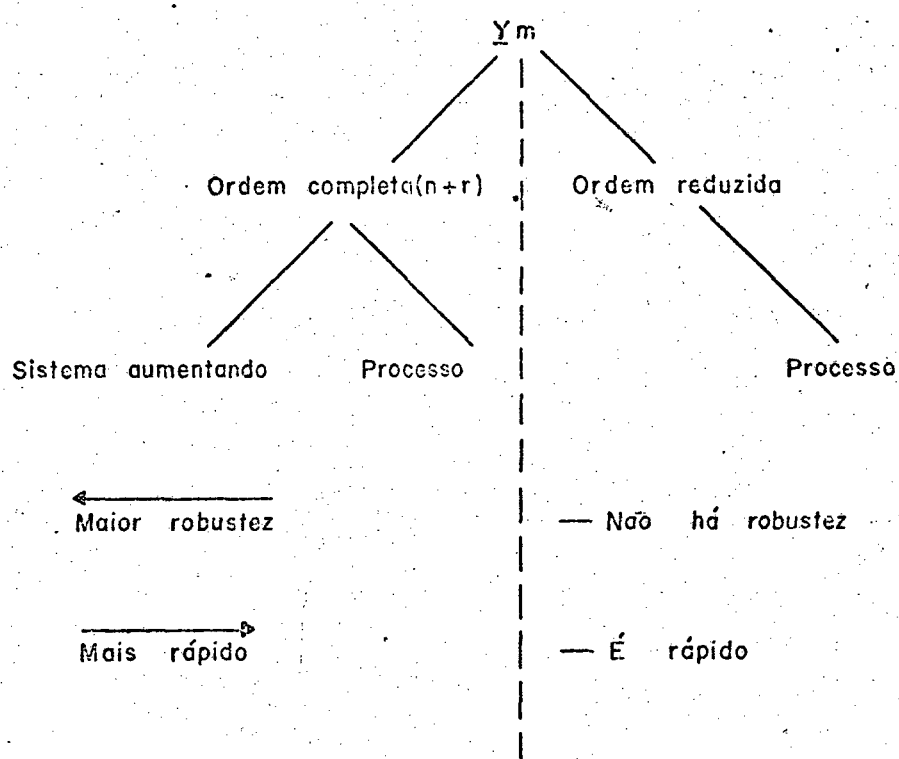 Ym
Ordem completa(n+r)
Ordem reduzida
Sistema aumentando
Processo
Processo
Maior robustez
— Não há robustez
Mais rápido
— É rápido